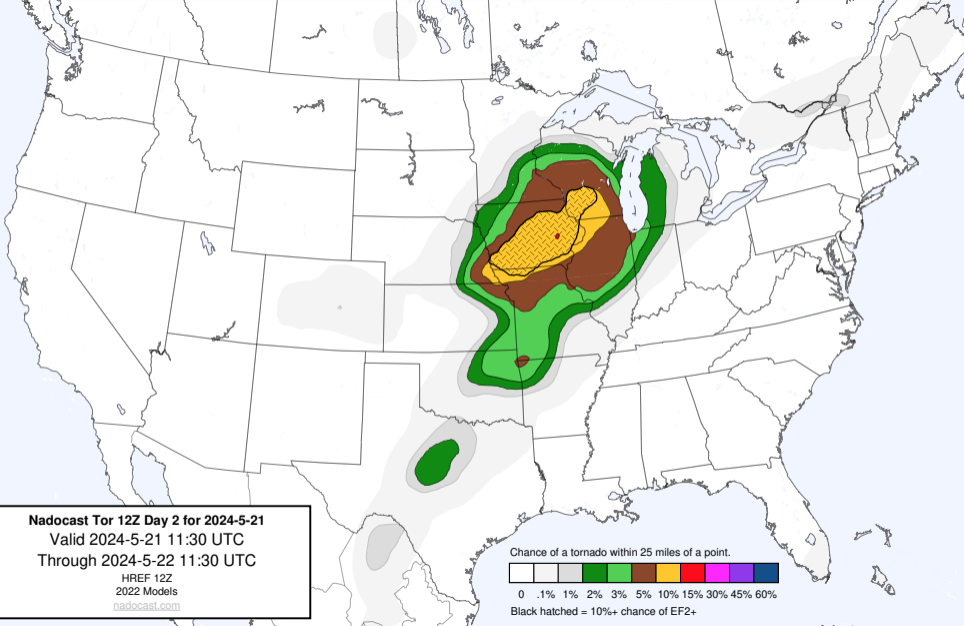 Nadocast Tor 12Z Day 2 for 2024-5-21
Valid 2024-5-21 11:30 UTC
Through 2024-5-22 11:30 UTC
HREF 12Z
2022 Models
nadocast.com
Chance of a tornado within 25 miles of a point.
0 .1% 1% 2% 3% 5% 10% 15% 30% 45% 60%
Black hatched = 10%+ chance of EF2+